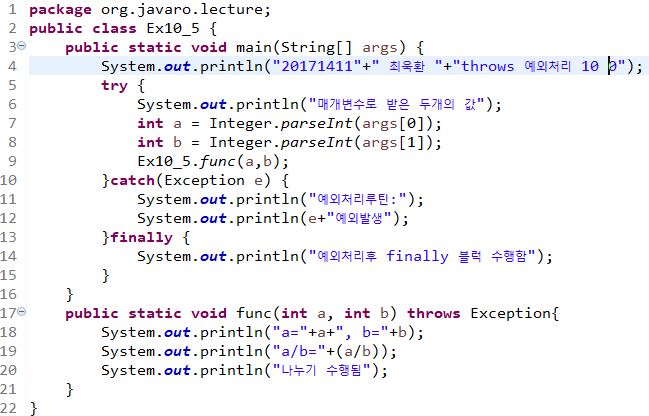 1 package org.javaro.lecture;
2 public class Ex10_5 {
3 public static void main(String[] args) {
4 System.out.println("20171411"+" 최욱환 "+"throws 예외처리 10 0");
5 try {
6 System.out.println("매개변수로 받은 두개의 값");
7 int a = Integer.parseInt(args[0]);
8 int b = Integer.parseInt(args[1]);
9 Ex10_5.func(a,b);
10 }catch(Exception e) {
11 System.out.println("예외처리루틴:");
12 System.out.println(e+"예외발생");
13 }finally {
14 System.out.println("예외처리후 finally 블럭 수행함");
15 }
16 }
17 public static void func(int a, int b) throws Exception{
18 System.out.println("a="+a+", b="+b);
19 System.out.println("a/b="+(a/b));
20 System.out.println("나누기 수행됨");
21 }
22 }